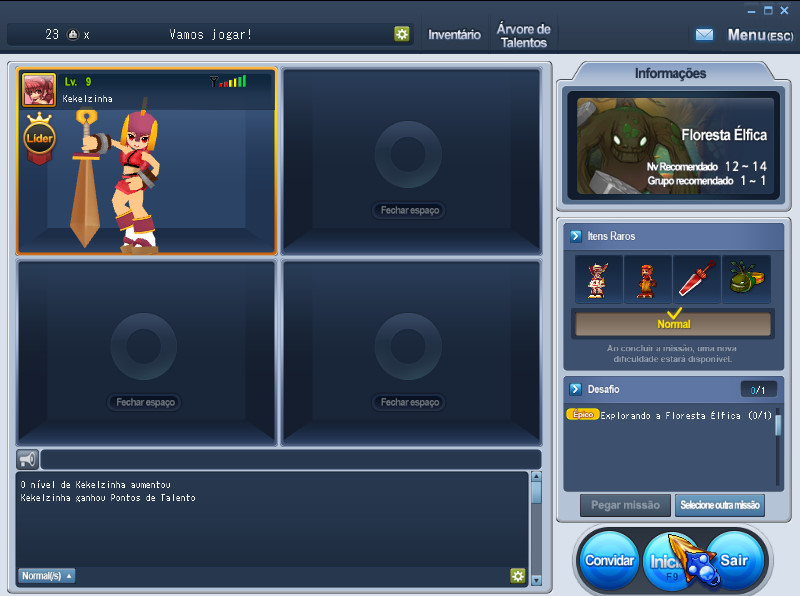 23 x Vamos jogar!
Inventário
Árvore de
Talentos
Menu(ESC)
Lv. 9
Kekelzinha
Líder
Fechar espaço
Fechar espaço
Fechar espaço
O nível de Kekelzinha aumentou
Kekelzinha ganhou Pontos de Talento
Normal(/s)
Informações
Floresta Élfica
Nv Recomendado 12 ~ 14
Grupo recomendado 1 ~ 1
Itens Raros
Normal
Ao concluir a missão, uma nova
dificuldade estará disponível.
Desafio 0/1
Épico Explorando a Floresta Élfica (0/1)
Pegar missão
Selecione outra missão
Convidar
F9
Sair